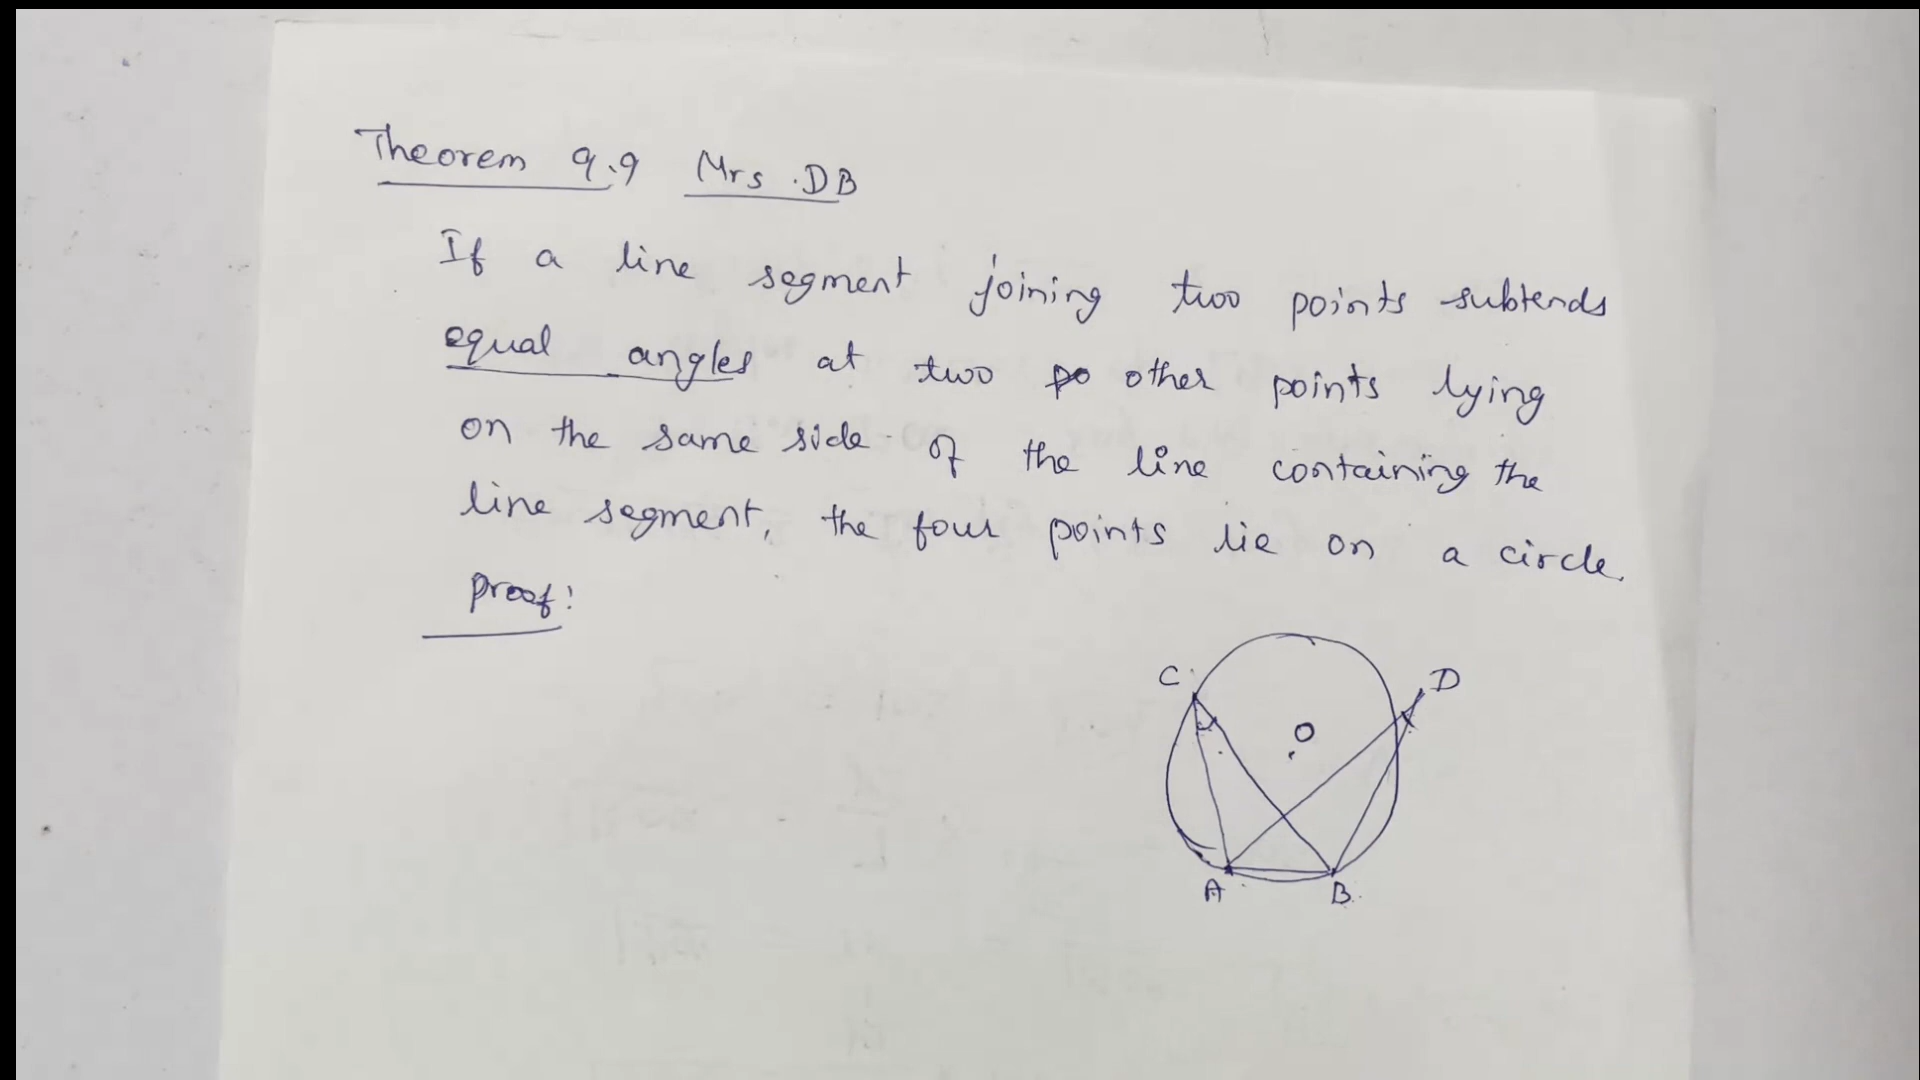 Theorem 9.9 Mrs. DB
If a line segment joining two points subtends
equal angles at two other points lying
on the same side of the line containing the
line segment, the four points lie on a circle.
Proof:
C D
O
A B